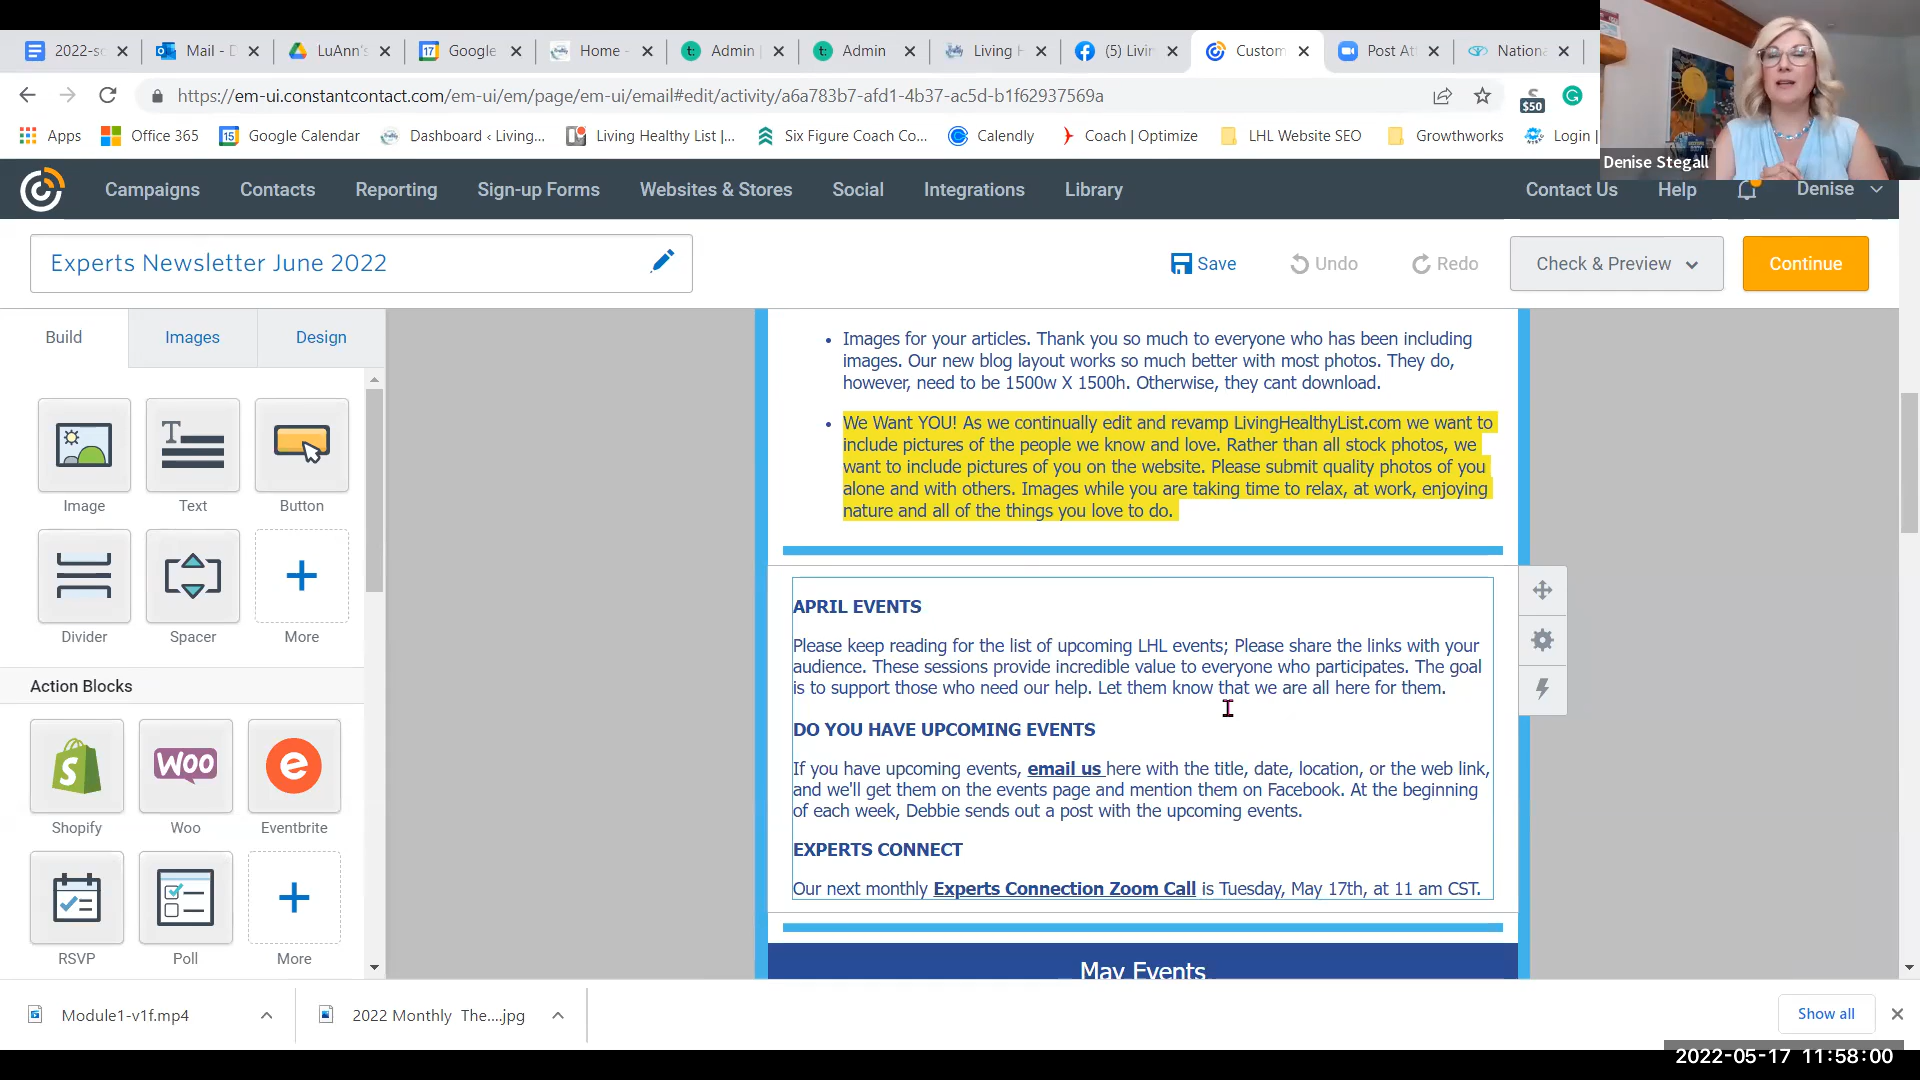 2022-so
Mail - D
LuAnn's
17
Google
Home -
t
Admin |
t
Admin
Living H
(5) Livin
Custom
Post At
Nationa
https://em-ui.constantcontact.com/em-ui/em/page/em-ui/email#edit/activity/a6a783b7-afd1-4b37-ac5d-b1f62937569a
$50
Apps
Office 365
15
Google Calendar
Dashboard ‹ Living...
Living Healthy List |...
Six Figure Coach Co...
Calendly
Coach | Optimize
LHL Website SEO
Growthworks
Login |
Denise Stegall
Campaigns
Contacts
Reporting
Sign-up Forms
Websites & Stores
Social
Integrations
Library
Contact Us
Help
Denise
Experts Newsletter June 2022
Save
Undo
Redo
Check & Preview
Continue
Build
Images
Design
Image
Text
Button
Divider
Spacer
More
Action Blocks
WOO
Shopify
Woo
Eventbrite
RSVP
Poll
More
• Images for your articles. Thank you so much to everyone who has been including
images. Our new blog layout works so much better with most photos. They do,
however, need to be 1500w X 1500h. Otherwise, they cant download.
• We Want YOU! As we continually edit and revamp LivingHealthyList.com we want to
include pictures of the people we know and love. Rather than all stock photos, we
want to include pictures of you on the website. Please submit quality photos of you
alone and with others. Images while you are taking time to relax, at work, enjoying
nature and all of the things you love to do.
APRIL EVENTS
Please keep reading for the list of upcoming LHL events; Please share the links with your
audience. These sessions provide incredible value to everyone who participates. The goal
is to support those who need our help. Let them know that we are all here for them.
DO YOU HAVE UPCOMING EVENTS
If you have upcoming events, email us here with the title, date, location, or the web link,
and we'll get them on the events page and mention them on Facebook. At the beginning
of each week, Debbie sends out a post with the upcoming events.
EXPERTS CONNECT
Our next monthly Experts Connection Zoom Call is Tuesday, May 17th, at 11 am CST.
May Events
Module1-v1f.mp4
2022 Monthly The....jpg
Show all
2022-05-17 11:58:00